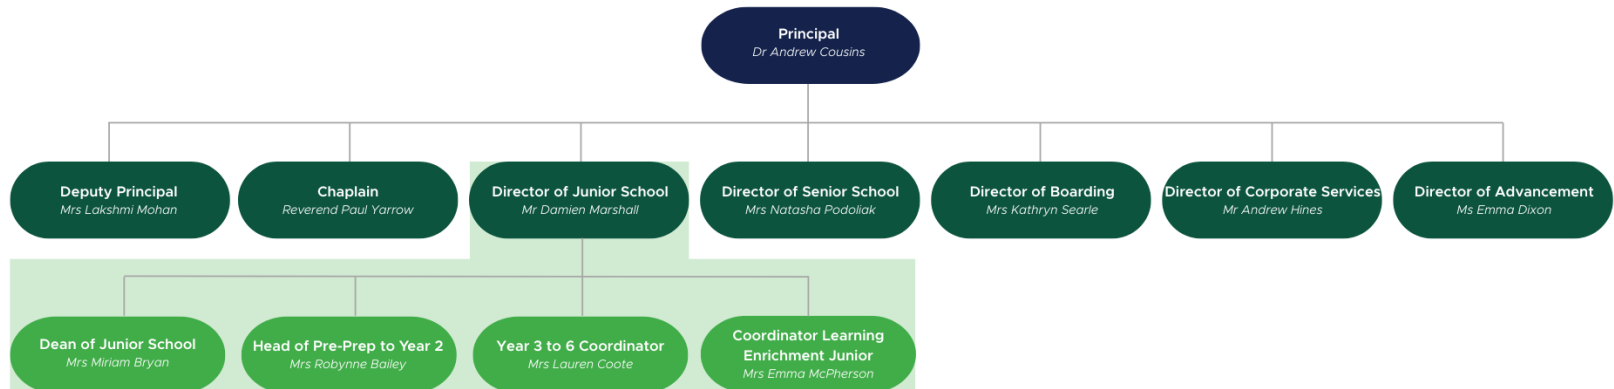 Principal
Dr Andrew Cousins
Deputy Principal
Mrs Lakshmi Mohan
Chaplain
Reverend Paul Yarrow
Director of Junior School
Mr Damien Marshall
Director of Senior School
Mrs Natasha Podoliak
Director of Boarding
Mrs Kathryn Searle
Director of Corporate Services
Mr Andrew Hines
Director of Advancement
Ms Emma Dixon
Dean of Junior School
Mrs Miriam Bryan
Head of Pre-Prep to Year 2
Mrs Robynne Bailey
Year 3 to 6 Coordinator
Mrs Lauren Coote
Coordinator Learning
Enrichment Junior
Mrs Emma McPherson